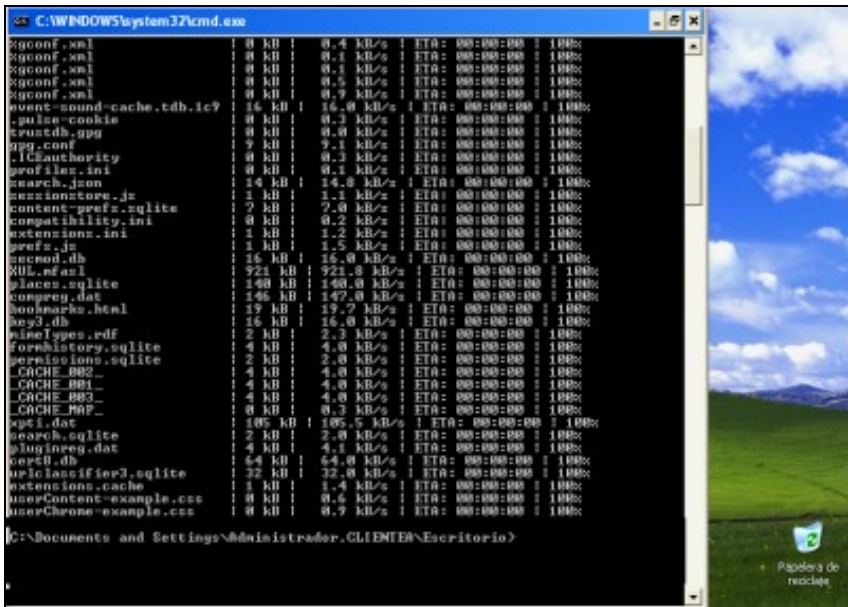 C:\WINDOWS\system32\cmd.exe
xgconf.xml | 0 kB | 0.4 kB/s | ETA: 00:00:00 | 100%
xgconf.xml | 0 kB | 0.1 kB/s | ETA: 00:00:00 | 100%
xgconf.xml | 0 kB | 0.1 kB/s | ETA: 00:00:00 | 100%
xgconf.xml | 0 kB | 0.5 kB/s | ETA: 00:00:00 | 100%
xgconf.xml | 0 kB | 0.9 kB/s | ETA: 00:00:00 | 100%
event-sound-cache.tdb.1c9 | 16 kB | 16.0 kB/s | ETA: 00:00:00 | 100%
.pulse-cookie | 0 kB | 0.3 kB/s | ETA: 00:00:00 | 100%
trustdb.gpg | 0 kB | 0.0 kB/s | ETA: 00:00:00 | 100%
gpg.conf | 9 kB | 9.1 kB/s | ETA: 00:00:00 | 100%
.ICEauthority | 0 kB | 0.3 kB/s | ETA: 00:00:00 | 100%
profiles.ini | 0 kB | 0.1 kB/s | ETA: 00:00:00 | 100%
search.json | 14 kB | 14.8 kB/s | ETA: 00:00:00 | 100%
sessionstore.js | 1 kB | 1.1 kB/s | ETA: 00:00:00 | 100%
content-prefs.sqlite | 7 kB | 7.0 kB/s | ETA: 00:00:00 | 100%
compatibility.ini | 0 kB | 0.2 kB/s | ETA: 00:00:00 | 100%
extensions.ini | 1 kB | 1.2 kB/s | ETA: 00:00:00 | 100%
prefs.js | 1 kB | 1.5 kB/s | ETA: 00:00:00 | 100%
secmod.db | 16 kB | 16.0 kB/s | ETA: 00:00:00 | 100%
XUL.mfasl | 921 kB | 921.8 kB/s | ETA: 00:00:00 | 100%
places.sqlite | 140 kB | 140.0 kB/s | ETA: 00:00:00 | 100%
compreg.dat | 146 kB | 147.0 kB/s | ETA: 00:00:00 | 100%
bookmarks.html | 19 kB | 19.7 kB/s | ETA: 00:00:00 | 100%
key3.db | 16 kB | 16.0 kB/s | ETA: 00:00:00 | 100%
mimeTypes.rdf | 2 kB | 2.3 kB/s | ETA: 00:00:00 | 100%
formhistory.sqlite | 4 kB | 4.0 kB/s | ETA: 00:00:00 | 100%
permissions.sqlite | 2 kB | 2.0 kB/s | ETA: 00:00:00 | 100%
_CACHE_002_ | 4 kB | 4.0 kB/s | ETA: 00:00:00 | 100%
_CACHE_001_ | 4 kB | 4.0 kB/s | ETA: 00:00:00 | 100%
_CACHE_003_ | 4 kB | 4.0 kB/s | ETA: 00:00:00 | 100%
_CACHE_MAP_ | 0 kB | 0.3 kB/s | ETA: 00:00:00 | 100%
xpti.dat | 105 kB | 105.5 kB/s | ETA: 00:00:00 | 100%
search.sqlite | 2 kB | 2.0 kB/s | ETA: 00:00:00 | 100%
pluginreg.dat | 4 kB | 4.1 kB/s | ETA: 00:00:00 | 100%
cert8.db | 64 kB | 64.0 kB/s | ETA: 00:00:00 | 100%
urlclassifier3.sqlite | 32 kB | 32.0 kB/s | ETA: 00:00:00 | 100%
extensions.cache | 1 kB | 1.4 kB/s | ETA: 00:00:00 | 100%
userContent-example.css | 0 kB | 0.6 kB/s | ETA: 00:00:00 | 100%
userChrome-example.css | 0 kB | 0.9 kB/s | ETA: 00:00:00 | 100%
C:\Documents and Settings\Administrador.CLIENTEA\Escritorio>
Papelera de
reciclaje